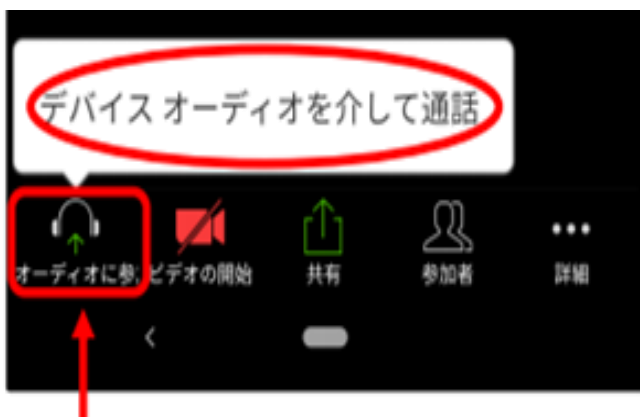 デバイス オーディオを介して通話
オーディオに参.
ビデオの開始
共有
参加者
詳細